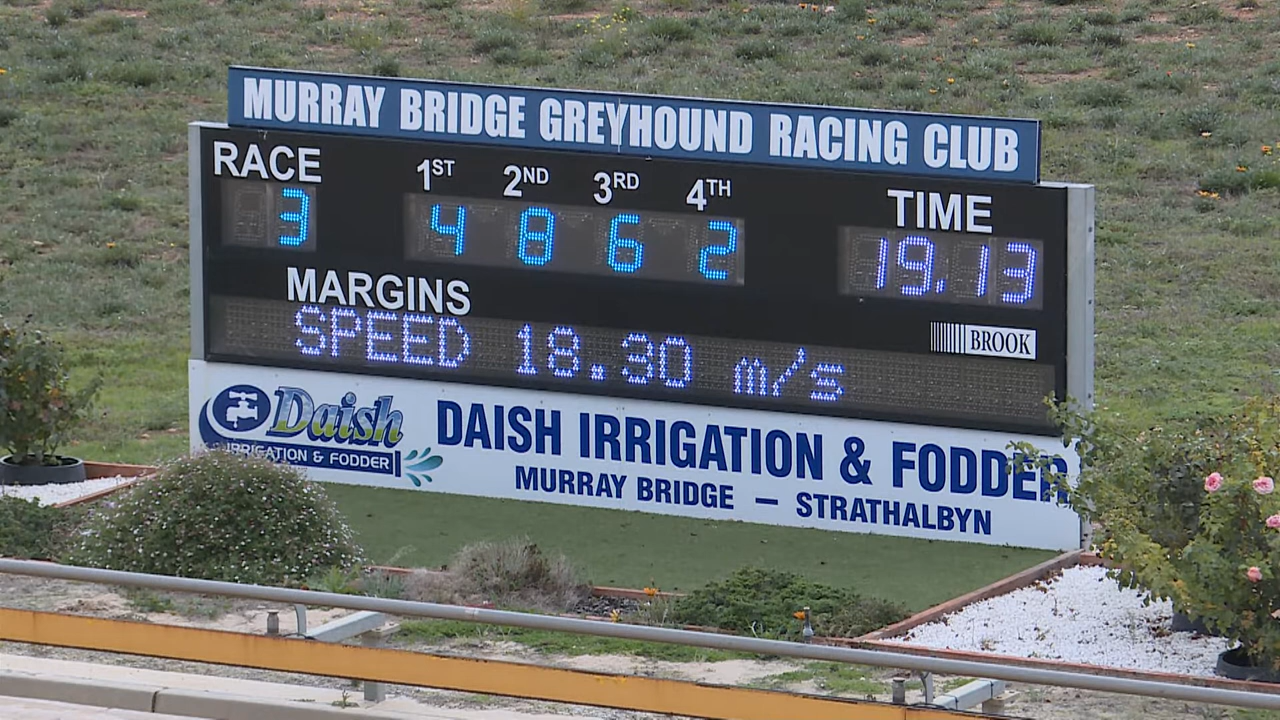 MURRAY BRIDGE GREYHOUND RACING CLUB
RACE 1ST 2ND 3RD 4TH TIME
3 4 8 6 2 19.13
MARGINS
SPEED 18.30 m/s
BROOK
Daish
IRRIGATION & FODDER
DAISH IRRIGATION & FODDER
MURRAY BRIDGE – STRATHALBYN